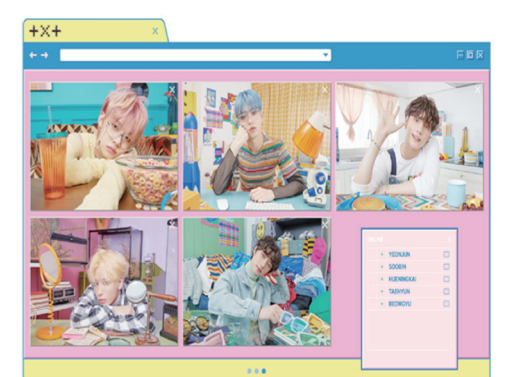 +X+
YEONJUN
SOOBIN
HUENINGKAI
TAEHYUN
BEOMGYU